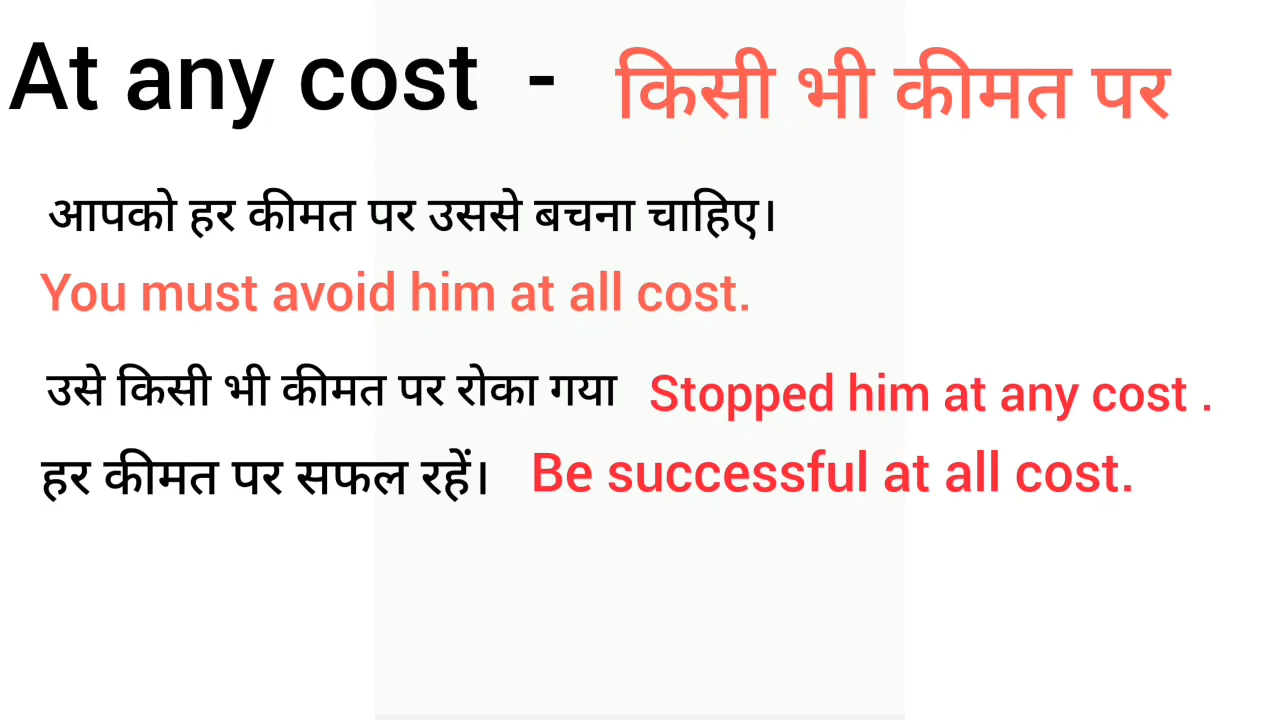 At any cost - किसी भी कीमत पर
आपको हर कीमत पर उससे बचना चाहिए।
You must avoid him at all cost.
उसे किसी भी कीमत पर रोका गया Stopped him at any cost .
हर कीमत पर सफल रहें। Be successful at all cost.